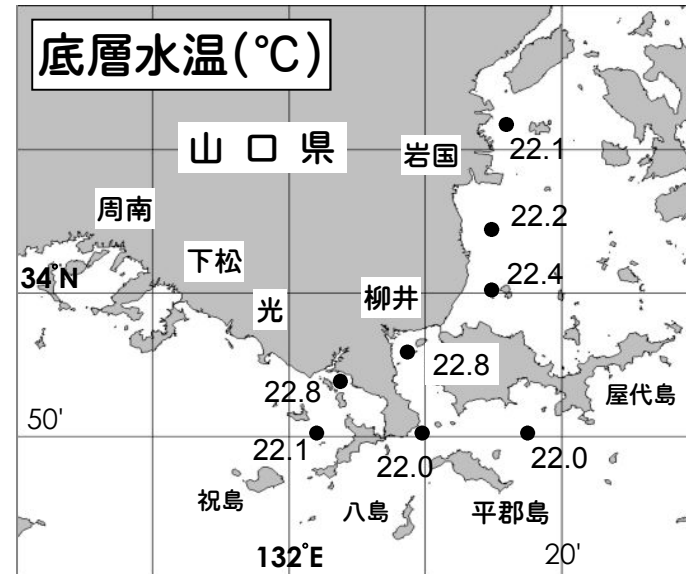 底層水温(℃)
山口県
岩国
22.1
周南
22.2
下松
34°N
22.4
光
柳井
22.8
22.8
屋代島
50'
22.1
22.0
22.0
祝島
八島
平郡島
132°E
20'